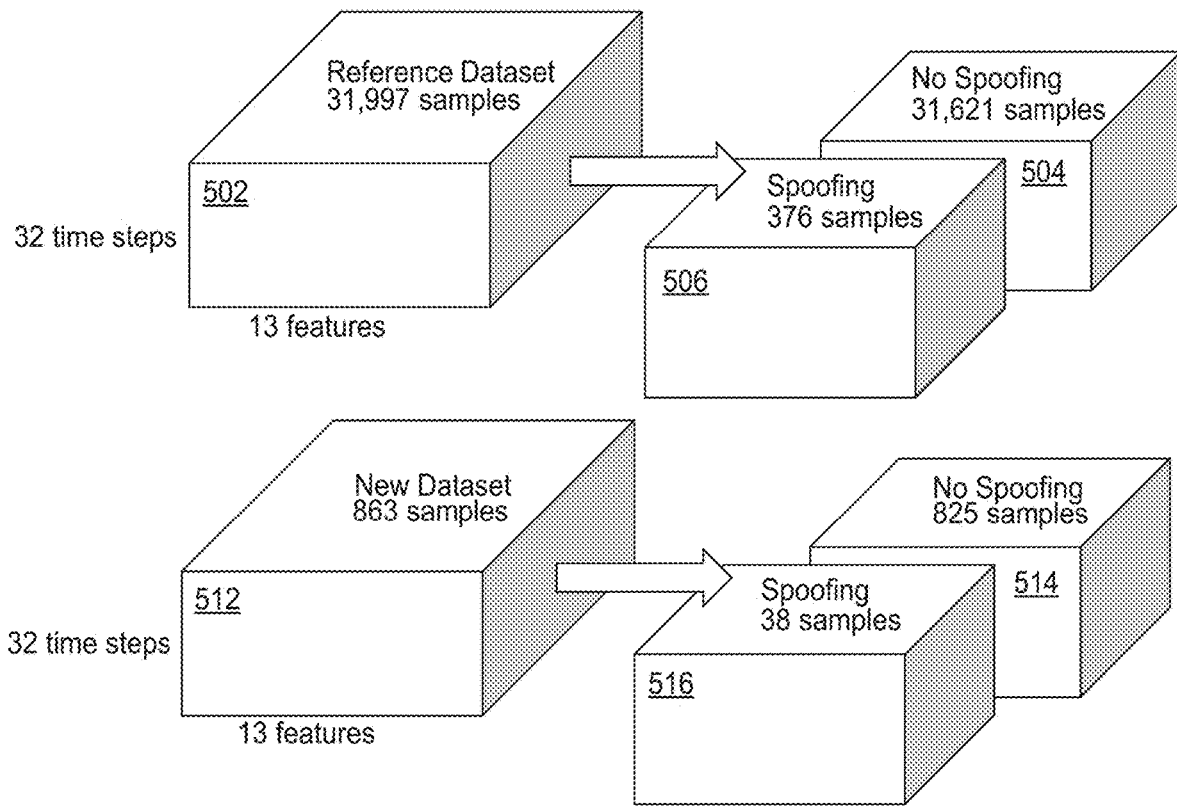 Reference Dataset
31,997 samples
502
32 time steps
13 features
No Spoofing
31,621 samples
504
Spoofing
376 samples
506
New Dataset
863 samples
512
32 time steps
13 features
No Spoofing
825 samples
514
Spoofing
38 samples
516